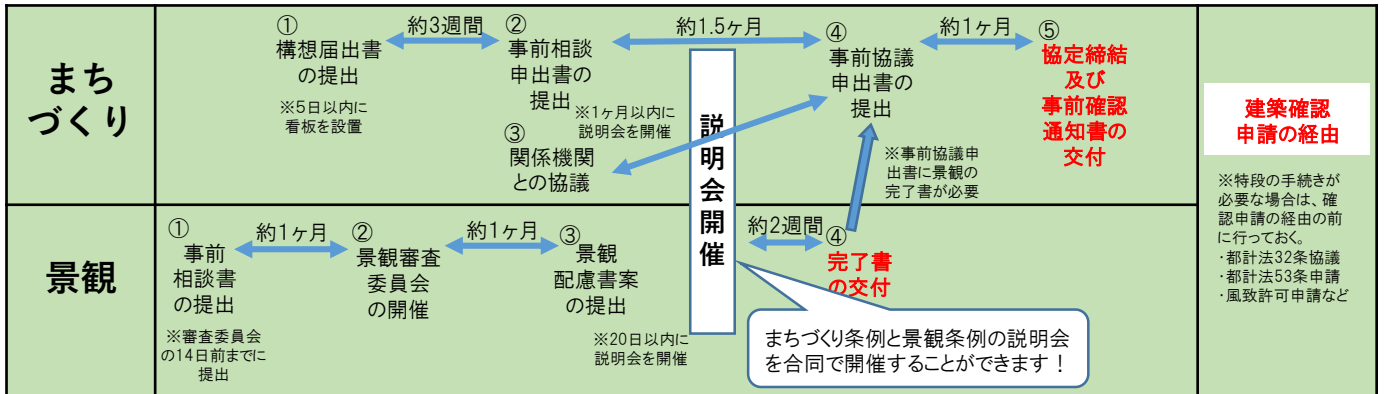 まち
づくり
①
構想届出書
の提出
※5日以内に
看板を設置
約3週間
②
事前相談
申出書の
提出
※1ヶ月以内に
説明会を開催
③
関係機関
との協議
約1.5ヶ月
説明会開催
④
事前協議
申出書の
提出
※事前協議申
出書に景観の
完了書が必要
約1ヶ月
⑤
協定締結
及び
事前確認
通知書の
交付
景観
①
事前
相談書
の提出
※審査委員会
の14日前までに
提出
約1ヶ月
②
景観審査
委員会
の開催
約1ヶ月
③
景観
配慮書案
の提出
※20日以内に
説明会を開催
約2週間
④
完了書
の交付
まちづくり条例と景観条例の説明会
を合同で開催することができます！
建築確認
申請の経由
※特段の手続きが
必要な場合は、確
認申請の経由の前
に行っておく。
・都計法32条協議
・都計法53条申請
・風致許可申請など